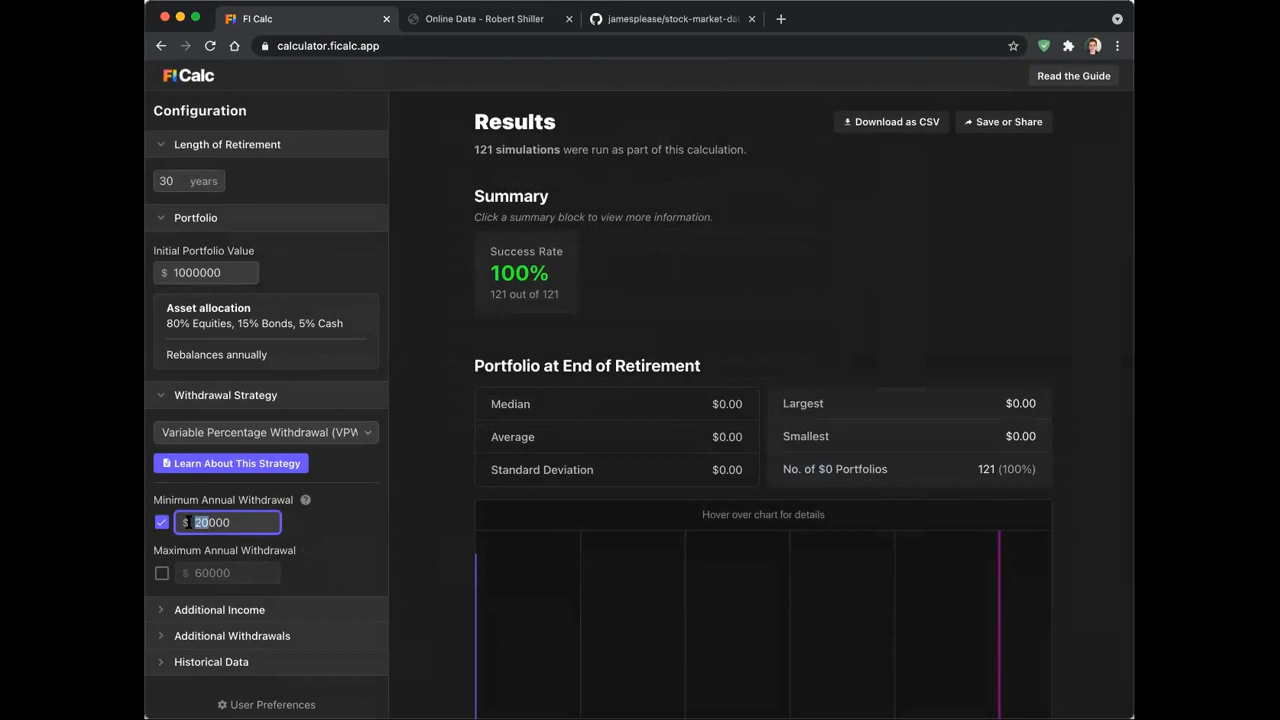 FI Calc
Online Data - Robert Shiller
jamesplease/stock-market-da
calculator.ficalc.app
FI Calc
Read the Guide
Configuration
Length of Retirement
30 years
Portfolio
Initial Portfolio Value
$ 1000000
Asset allocation
80% Equities, 15% Bonds, 5% Cash
Rebalances annually
Withdrawal Strategy
Variable Percentage Withdrawal (VPW
Learn About This Strategy
Minimum Annual Withdrawal ?
$ 20000
Maximum Annual Withdrawal
$ 60000
Additional Income
Additional Withdrawals
Historical Data
User Preferences
Results
Download as CSV
Save or Share
121 simulations were run as part of this calculation.
Summary
Click a summary block to view more information.
Success Rate
100%
121 out of 121
Portfolio at End of Retirement
Median $0.00
Average $0.00
Standard Deviation $0.00
Largest $0.00
Smallest $0.00
No. of $0 Portfolios 121 (100%)
Hover over chart for details